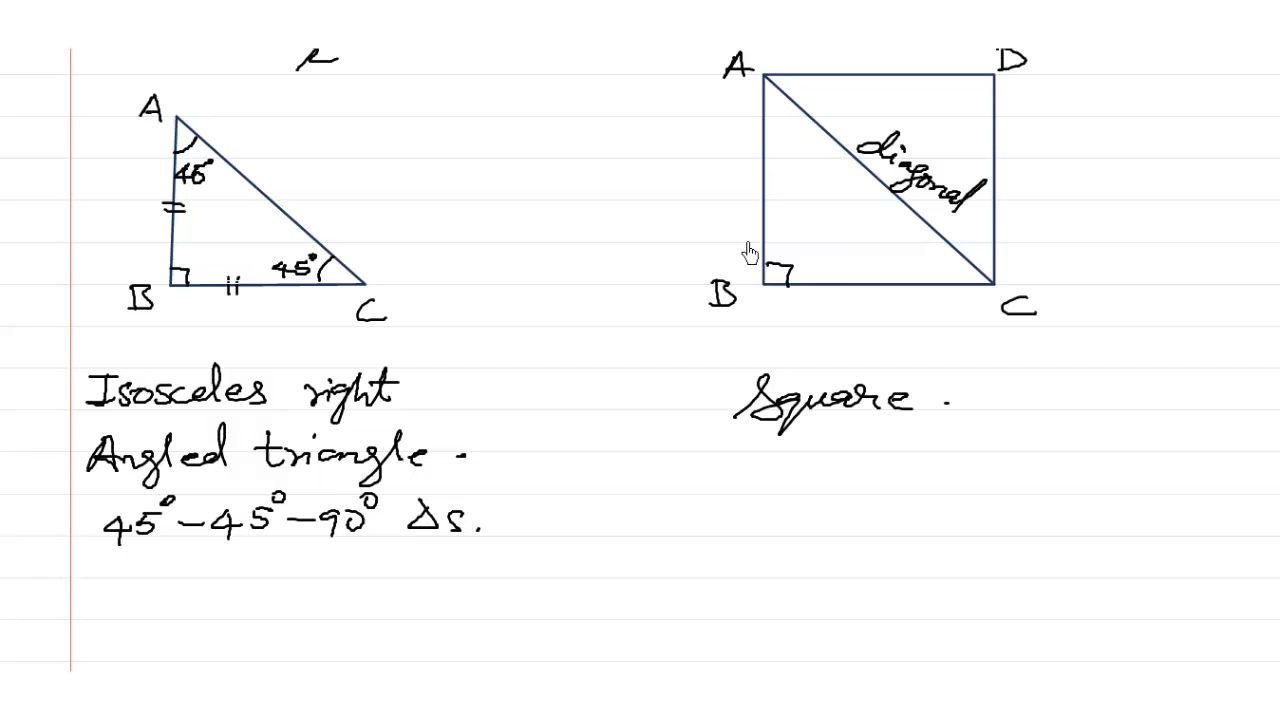 A
45°
45°
B
C
Isosceles right
Angled triangle.
45° - 45° - 90° Δs.
A
D
diagonal
B
C
Square.